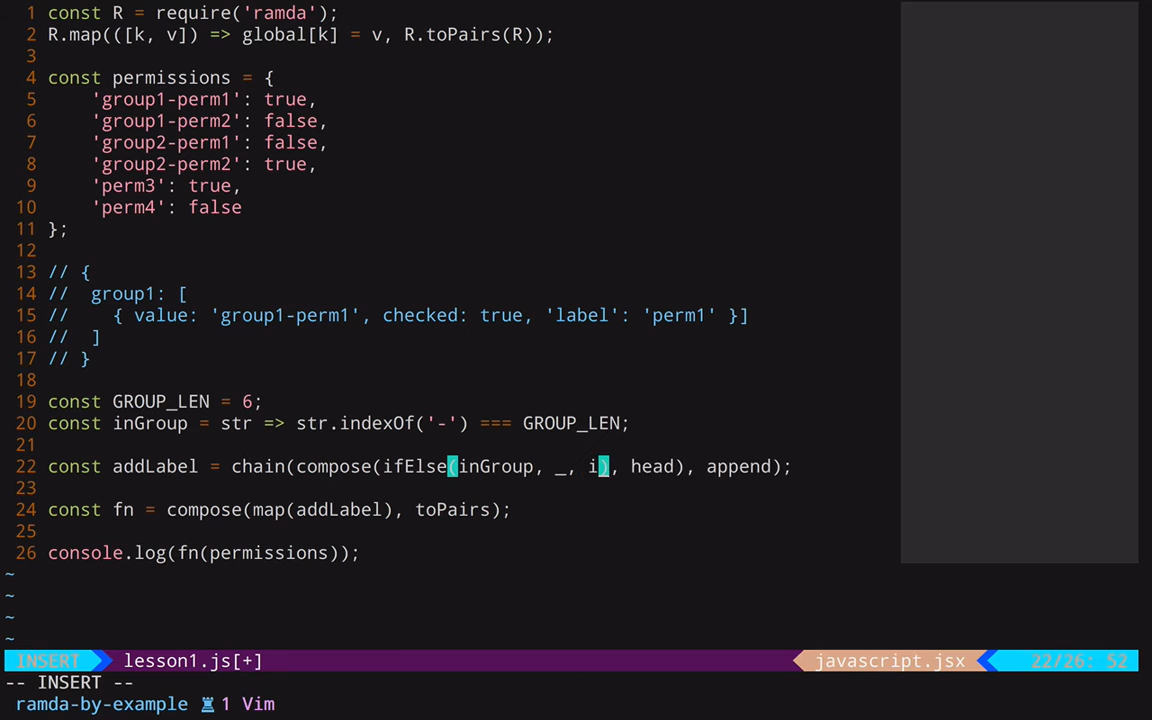 1 const R = require('ramda');
2 R.map(([k, v]) => global[k] = v, R.toPairs(R));
3
4 const permissions = {
5     'group1-perm1': true,
6     'group1-perm2': false,
7     'group2-perm1': false,
8     'group2-perm2': true,
9     'perm3': true,
10     'perm4': false
11 };
12
13 // {
14 //  group1: [
15 //    { value: 'group1-perm1', checked: true, 'label': 'perm1' }]
16 //  ]
17 // }
18
19 const GROUP_LEN = 6;
20 const inGroup = str => str.indexOf('-') === GROUP_LEN;
21
22 const addLabel = chain(compose(ifElse(inGroup, _, i), head), append);
23
24 const fn = compose(map(addLabel), toPairs);
25
26 console.log(fn(permissions));
~
~
~
~
INSERT lesson1.js[+] javascript.jsx 22/26: 52
-- INSERT --
ramda-by-example 1 Vim